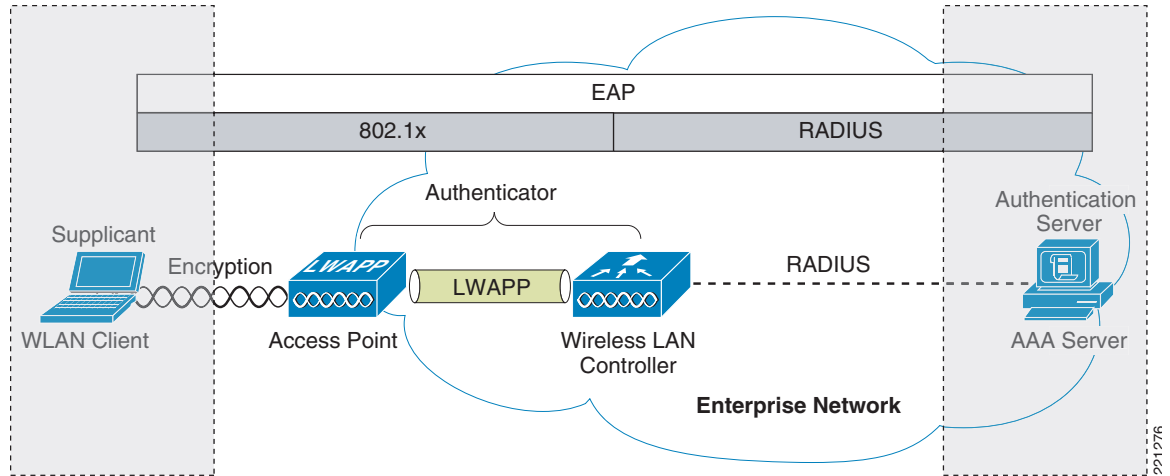 EAP
802.1x
RADIUS
Authenticator
Supplicant
Encryption
LWAPP
LWAPP
RADIUS
Authentication
Server
WLAN Client
Access Point
Wireless LAN
Controller
AAA Server
Enterprise Network
221276